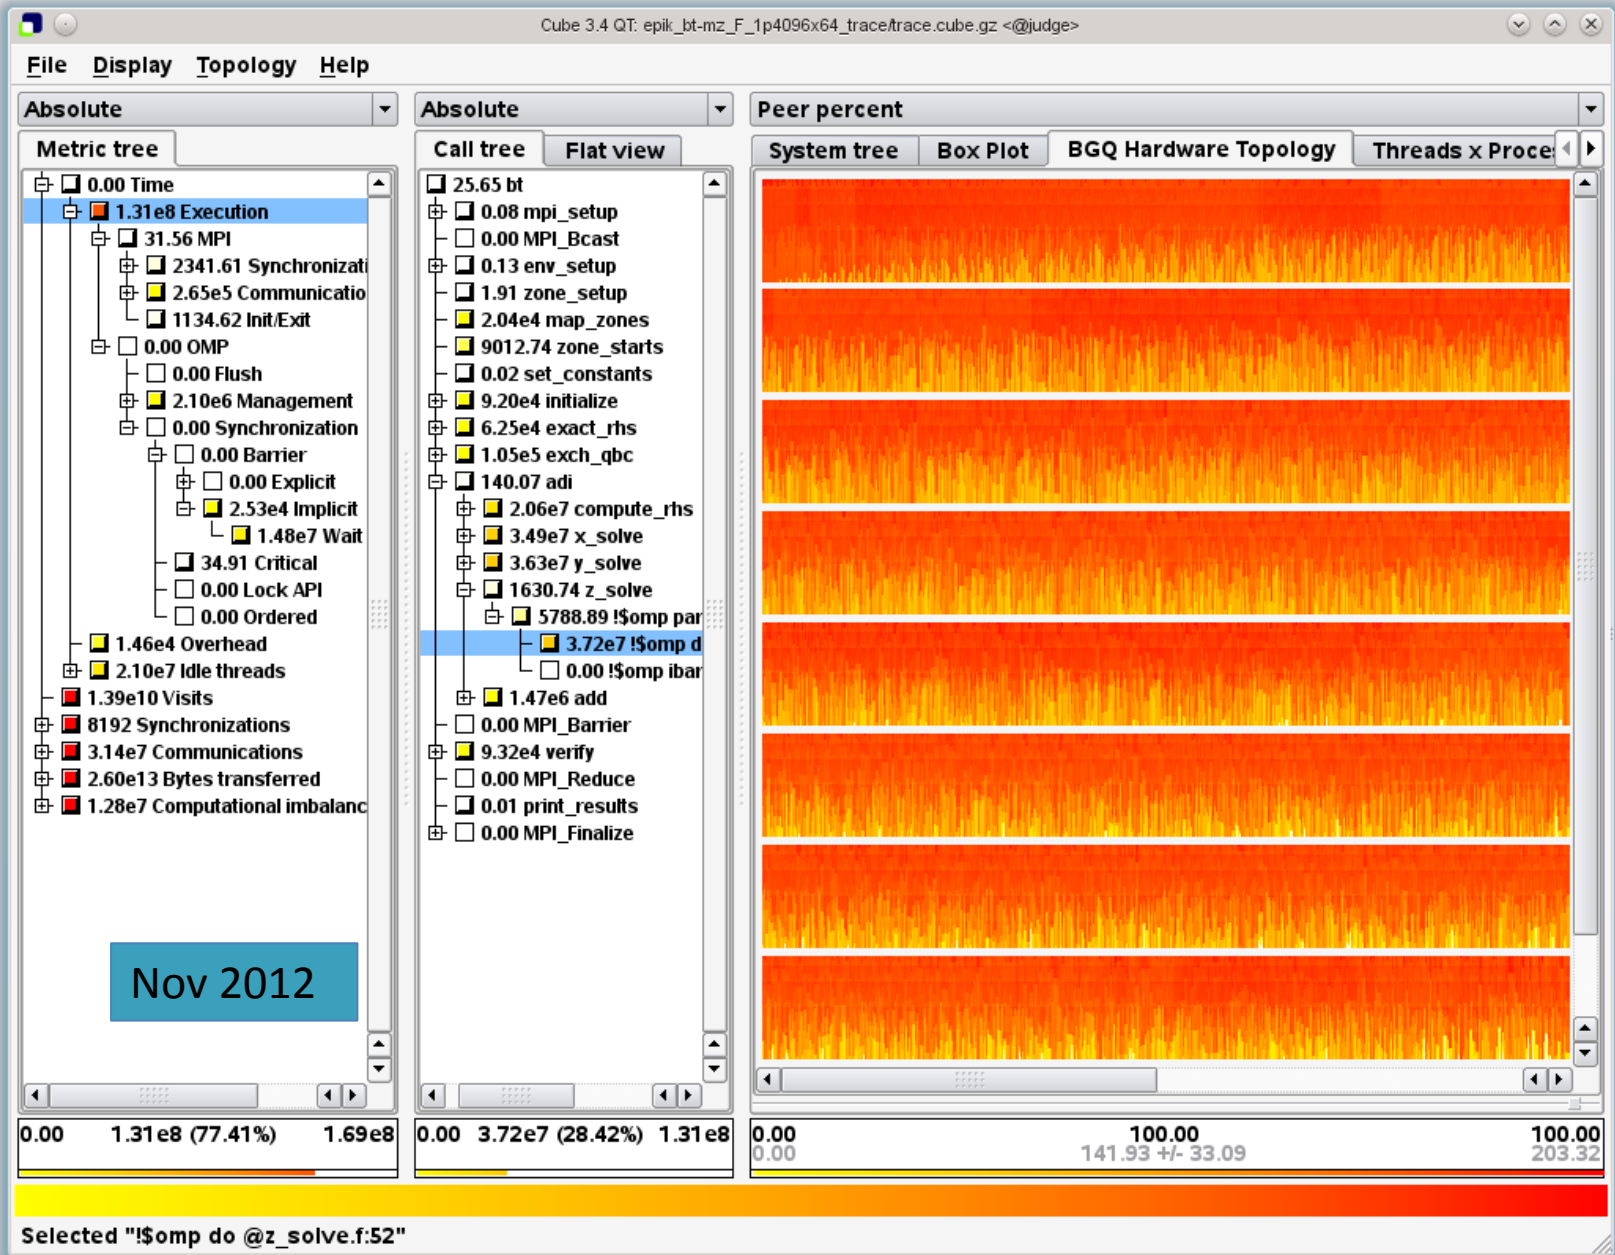 Cube 3.4 QT: epik_bt-mz_F_1p4096x64_trace/trace.cube.gz <@judge>
File Display Topology Help
Absolute
Absolute
Peer percent
Metric tree
Call tree
Flat view
System tree
Box Plot
BGQ Hardware Topology
Threads x Proce
0.00 Time
1.31e8 Execution
31.56 MPI
2341.61 Synchronizati
2.65e5 Communicatio
1134.62 Init/Exit
0.00 OMP
0.00 Flush
2.10e6 Management
0.00 Synchronization
0.00 Barrier
0.00 Explicit
2.53e4 Implicit
1.48e7 Wait
34.91 Critical
0.00 Lock API
0.00 Ordered
1.46e4 Overhead
2.10e7 Idle threads
1.39e10 Visits
8192 Synchronizations
3.14e7 Communications
2.60e13 Bytes transferred
1.28e7 Computational imbalanc
Nov 2012
25.65 bt
0.08 mpi_setup
0.00 MPI_Bcast
0.13 env_setup
1.91 zone_setup
2.04e4 map_zones
9012.74 zone_starts
0.02 set_constants
9.20e4 initialize
6.25e4 exact_rhs
1.05e5 exch_qbc
140.07 adi
2.06e7 compute_rhs
3.49e7 x_solve
3.63e7 y_solve
1630.74 z_solve
5788.89 !$omp par
3.72e7 !$omp d
0.00 !$omp ibar
1.47e6 add
0.00 MPI_Barrier
9.32e4 verify
0.00 MPI_Reduce
0.01 print_results
0.00 MPI_Finalize
0.00 1.31e8 (77.41%) 1.69e8
0.00 3.72e7 (28.42%) 1.31e8
0.00 100.00 100.00
0.00 141.93 +/- 33.09 203.32
Selected "!$omp do @z_solve.f:52"